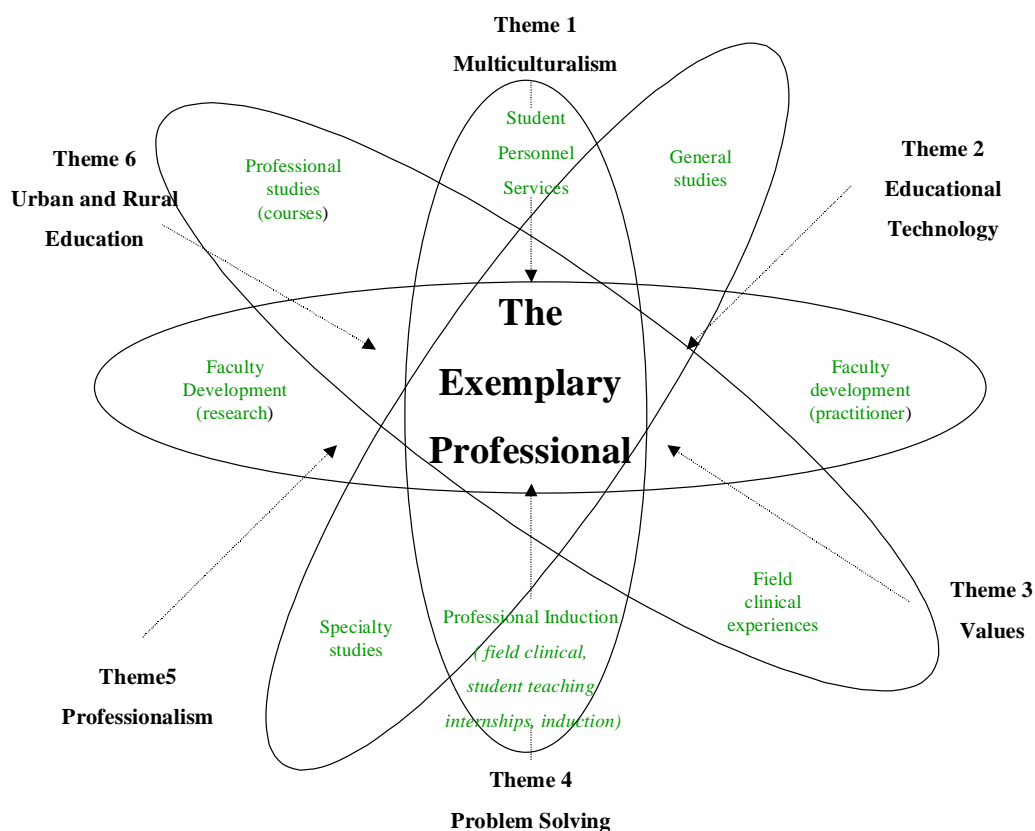 Theme 1
Multiculturalism
Student
Personnel
Services
General
studies
Theme 2
Educational
Technology
Theme 6
Urban and Rural
Education
Professional
studies
(courses)
The
Exemplary
Professional
Faculty
Development
(research)
Faculty
development
(practitioner)
Theme 3
Values
Field
clinical
experiences
Professional Induction
( field clinical,
student teaching
internships, induction)
Specialty
studies
Theme5
Professionalism
Theme 4
Problem Solving